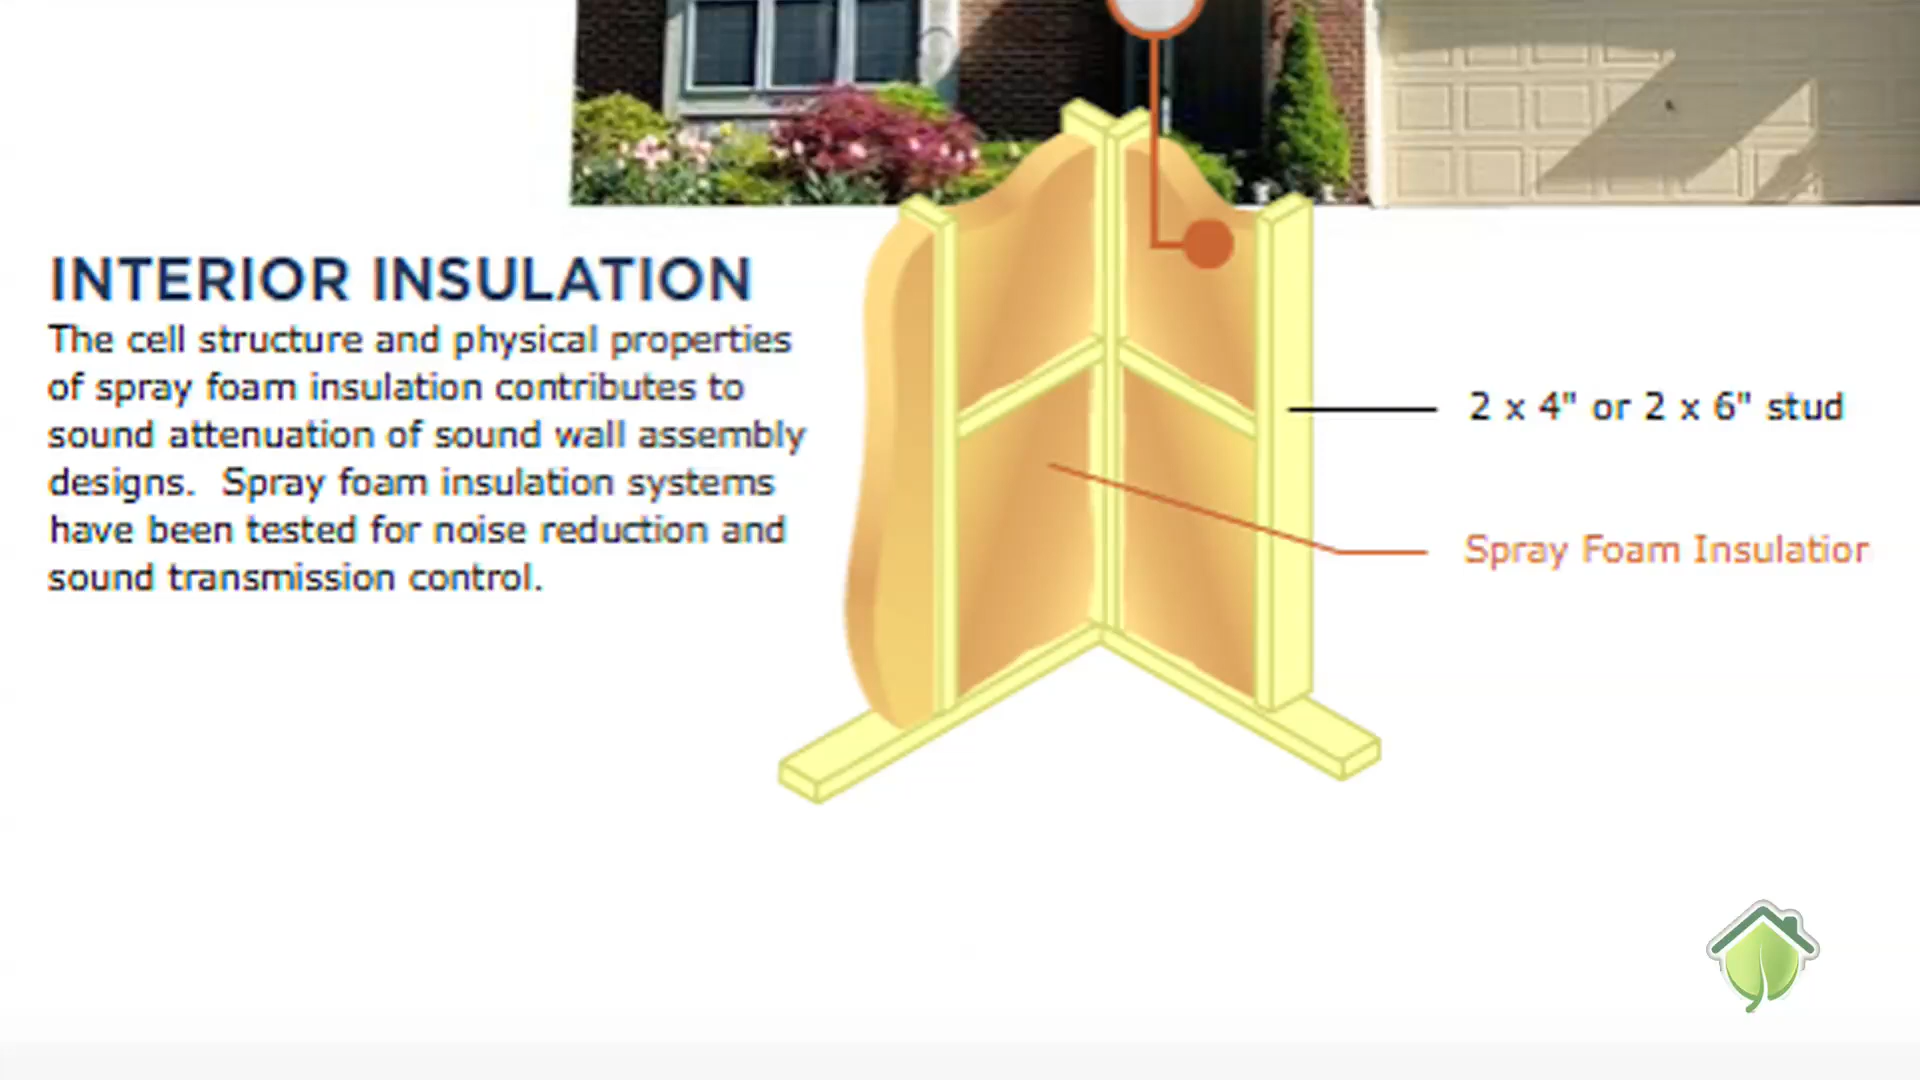 INTERIOR INSULATION
The cell structure and physical properties
of spray foam insulation contributes to
sound attenuation of sound wall assembly
designs.  Spray foam insulation systems
have been tested for noise reduction and
sound transmission control.
2 x 4" or 2 x 6" stud
Spray Foam Insulation